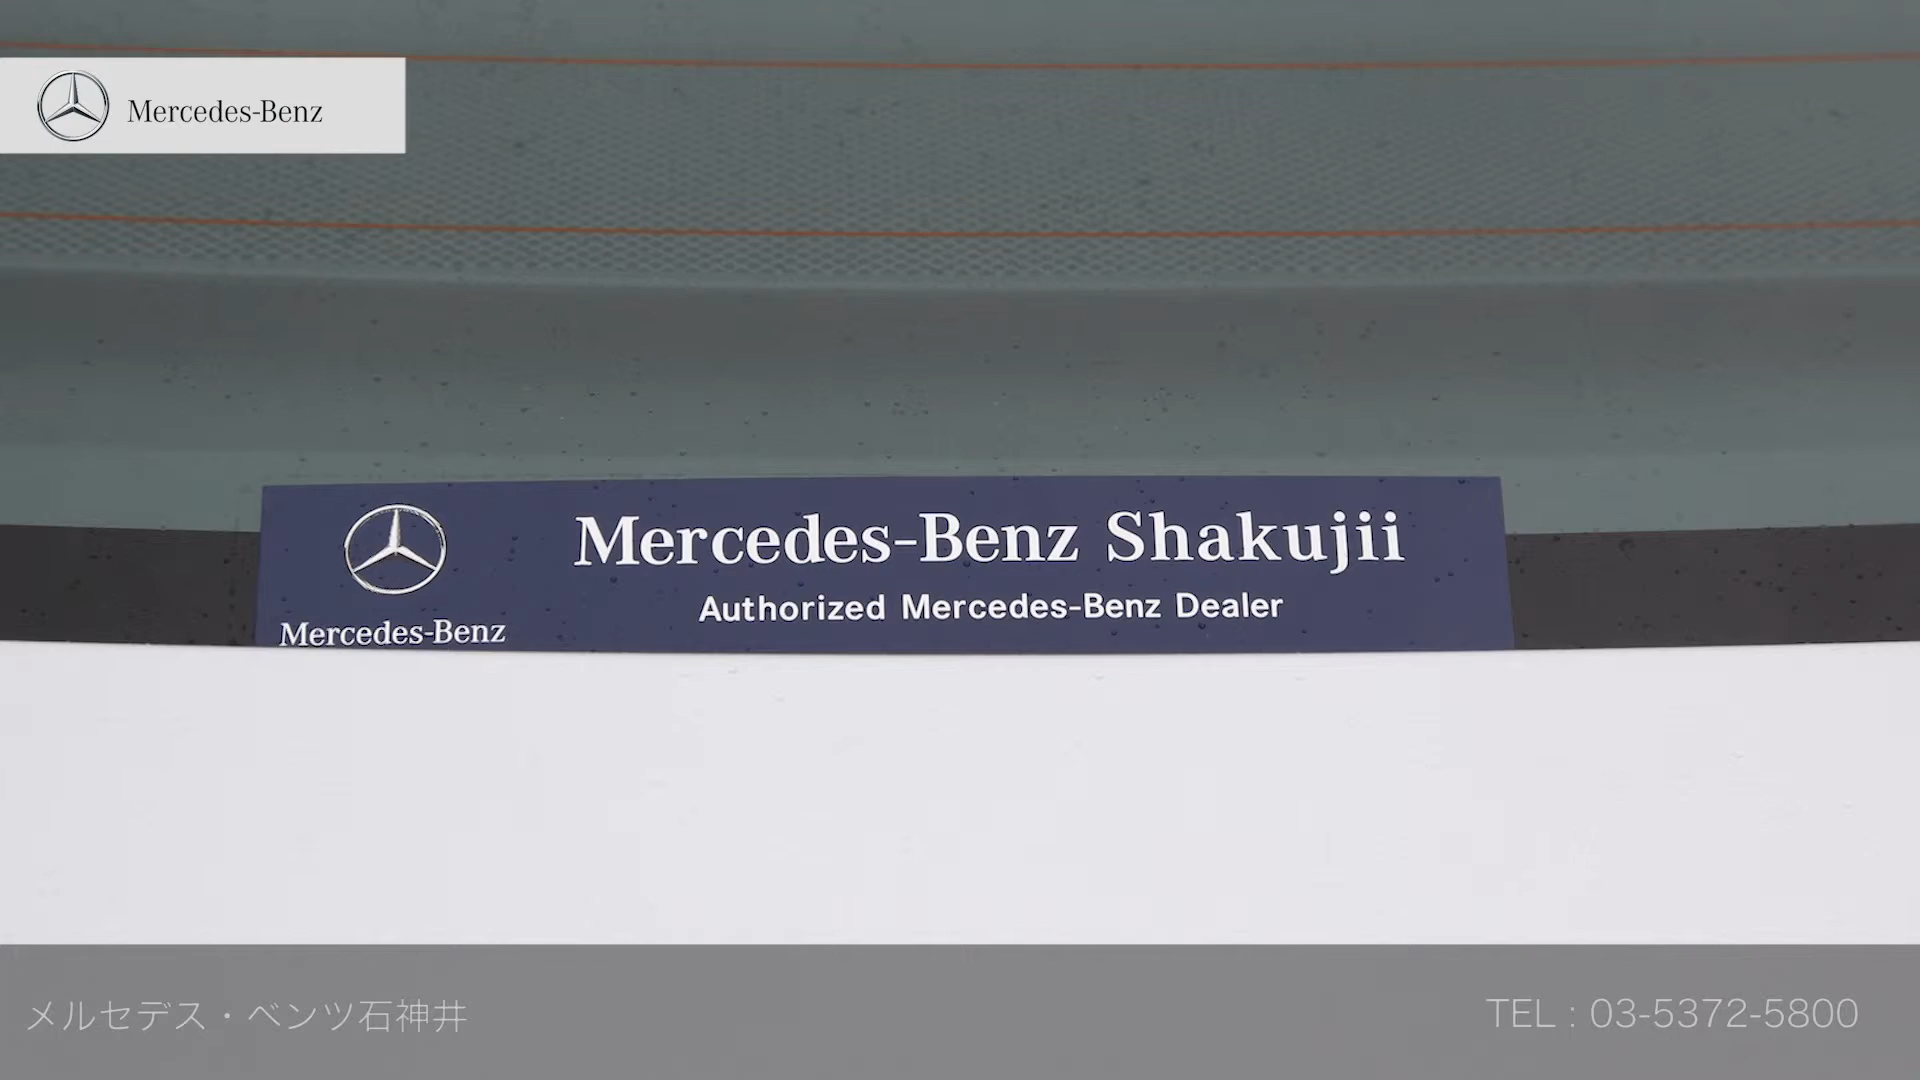 Mercedes-Benz
Mercedes-Benz Shakujii
Authorized Mercedes-Benz Dealer
Mercedes-Benz
メルセデス・ベンツ石神井
TEL : 03-5372-5800